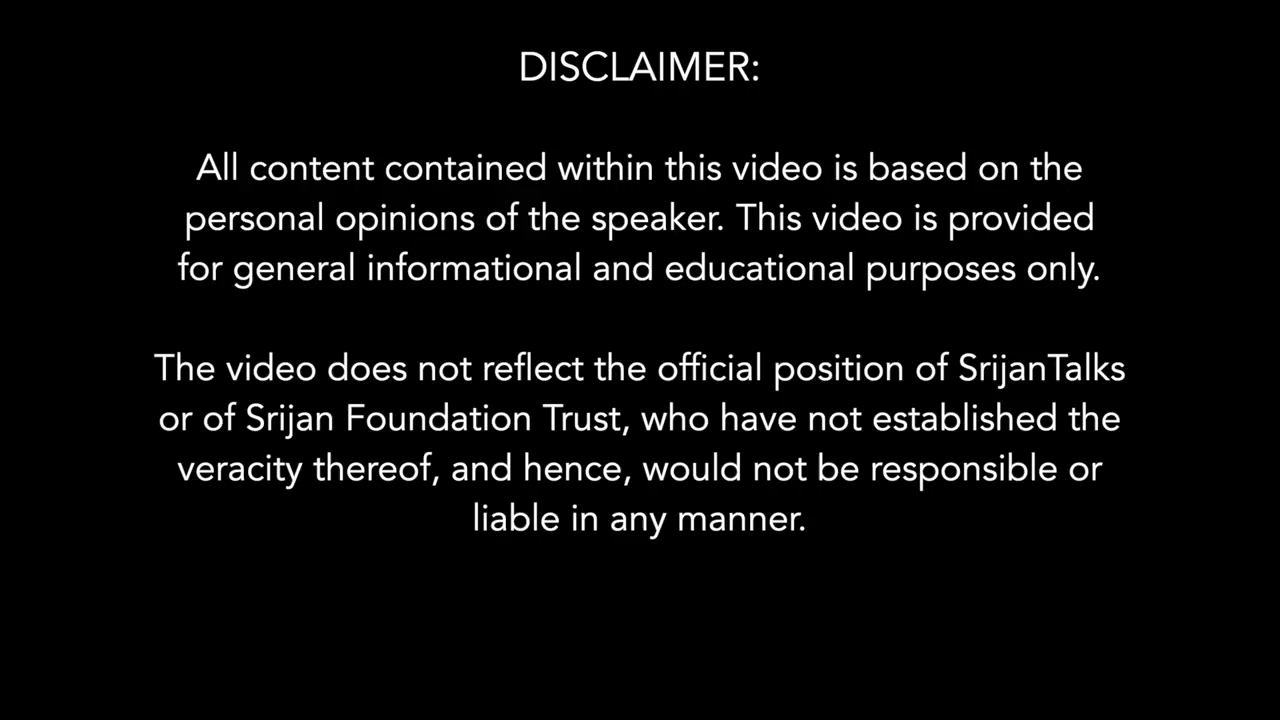 DISCLAIMER:
All content contained within this video is based on the
personal opinions of the speaker. This video is provided
for general informational and educational purposes only.
The video does not reflect the official position of SrijanTalks
or of Srijan Foundation Trust, who have not established the
veracity thereof, and hence, would not be responsible or
liable in any manner.